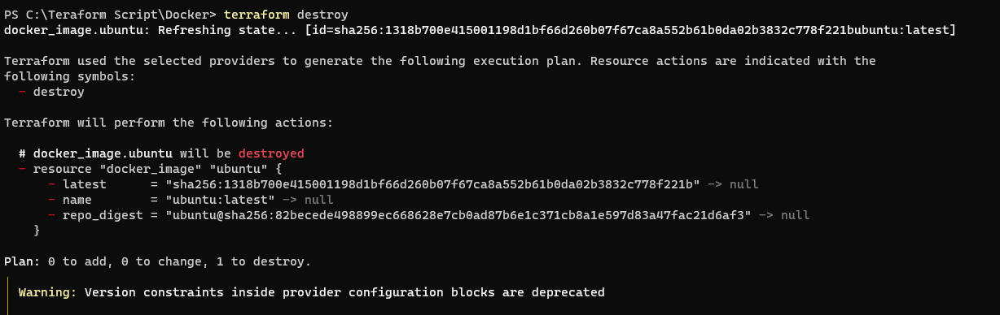 PS C:\Teraform Script\Docker> terraform destroy
docker_image.ubuntu: Refreshing state... [id=sha256:1318b700e415001198d1bf66d260b07f67ca8a552b61b0da02b3832c778f221bubuntu:latest]
Terraform used the selected providers to generate the following execution plan. Resource actions are indicated with the
following symbols:
- destroy
Terraform will perform the following actions:
# docker_image.ubuntu will be destroyed
- resource "docker_image" "ubuntu" {
- latest = "sha256:1318b700e415001198d1bf66d260b07f67ca8a552b61b0da02b3832c778f221b" -> null
- name = "ubuntu:latest" -> null
- repo_digest = "ubuntu@sha256:82becede498899ec668628e7cb0ad87b6e1c371cb8a1e597d83a47fac21d6af3" -> null
}
Plan: 0 to add, 0 to change, 1 to destroy.
Warning: Version constraints inside provider configuration blocks are deprecated